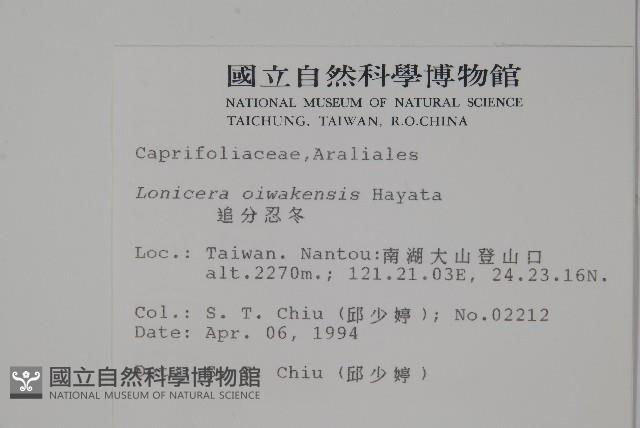 國立自然科學博物館
NATIONAL MUSEUM OF NATURAL SCIENCE
TAICHUNG, TAIWAN, R.O.CHINA
Caprifoliaceae,Araliales
Lonicera oiwakensis Hayata
追分忍冬
Loc.: Taiwan. Nantou:南湖大山登山口
alt.2270m.; 121.21.03E, 24.23.16N.
Col.: S. T. Chiu (邱少婷); No.02212
Date: Apr. 06, 1994
Chiu (邱少婷)
國立自然科學博物館
NATIONAL MUSEUM OF NATURAL SCIENCE